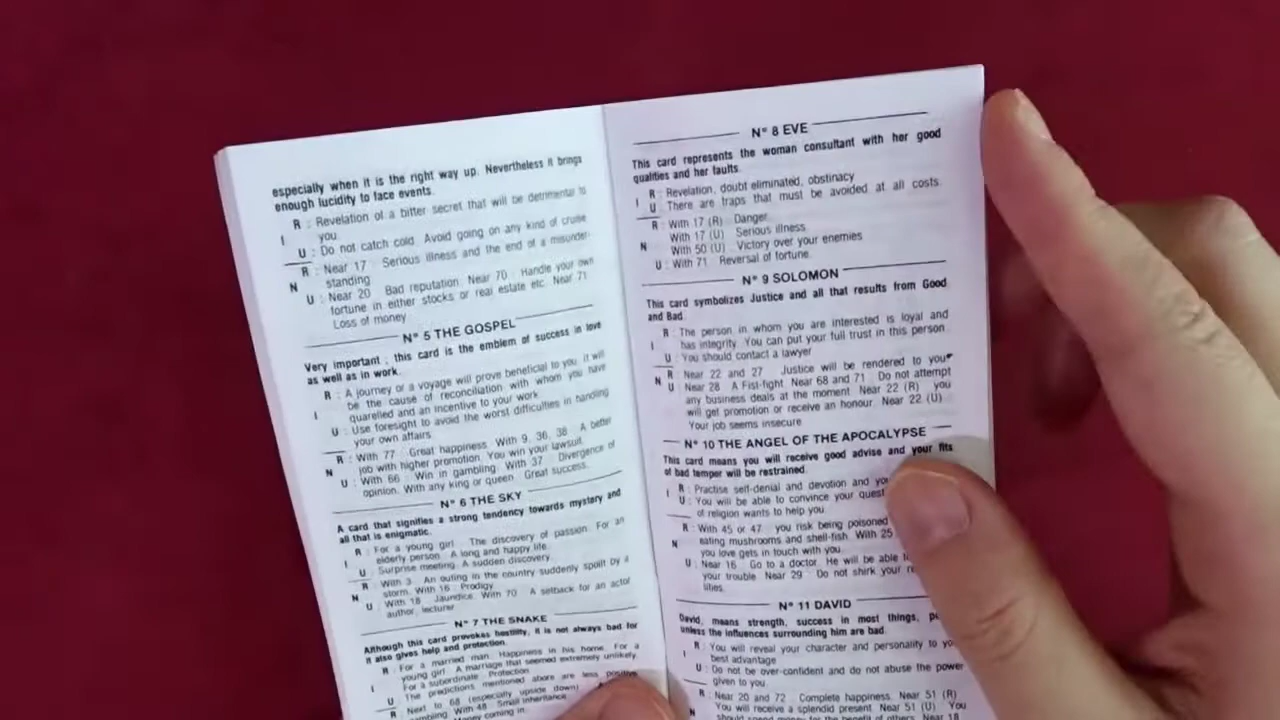 especially when it is the right way up. Nevertheless it brings
enough lucidity to face events.
R : Revelation of a bitter secret that will be detrimental to
I you.
U : Do not catch cold. Avoid going on any kind of cruise
R : Near 17 Serious illness and the end of a misunder-
N standing
U : Near 20 Bad reputation. Near 70 Handle your own
fortune in either stocks or real estate etc. Near 71
Loss of money
N° 5 THE GOSPEL
Very important ; this card is the emblem of success in love
as well as in work.
R : A journey or a voyage will prove beneficial to you. it will
be the cause of reconciliation with whom you have
I quarelled and an incentive to your work.
U : Use foresight to avoid the worst difficulties in handling
your own affairs
R : With 77 Great happiness. With 9, 36, 38 A better
N job with higher promotion. You win your lawsuit.
U : With 66 Win in gambling. With 37 Divergence of
opinion. With any king or queen Great success.
N° 6 THE SKY
A card that signifies a strong tendency towards mystery and
all that is enigmatic.
R : For a young girl The discovery of passion. For an
I elderly person A long and happy life.
U : Surprise meeting. A sudden discovery.
R : With 3 An outing in the country suddenly spoilt by a
N storm. With 16 Prodigy
U : With 18 Jaundice. With 70 A setback for an actor
author, lecturer
N° 7 THE SNAKE
Although this card provokes hostility, it is not always bad for
it also gives help and protection.
R : For a married man Happiness in his home. For a
young girl A marriage that seemed extremely unlikely.
I For a subordinate Protection
U : The predictions mentioned above are less positive
R : Next to 68 (especially upside down)
With 48 Small inheritance
Money coming in.
N° 8 EVE
This card represents the woman consultant with her good
qualities and her faults.
R : Revelation, doubt eliminated, obstinacy
I U : There are traps that must be avoided at all costs.
R : With 17 (R) Danger
With 17 (U) Serious illness
N With 50 (U) Victory over your enemies
U : With 71 Reversal of fortune.
N° 9 SOLOMON
This card symbolizes Justice and all that results from Good
and Bad.
R : The person in whom you are interested is loyal and
I has integrity. You can put your full trust in this person.
U : You should contact a lawyer
R : Near 22 and 27 Justice will be rendered to you
N U : Near 28 A Fist-fight Near 68 and 71 Do not attempt
any business deals at the moment. Near 22 (R) you
will get promotion or receive an honour. Near 22 (U)
Your job seems insecure
N° 10 THE ANGEL OF THE APOCALYPSE
This card means you will receive good advise and your fits
of bad temper will be restrained.
I R : Practise self-denial and devotion and
U : You will be able to convince your
of religion wants to help you.
R : With 45 or 47 you risk being poisoned
N eating mushrooms and shell-fish. With 25
you love gets in touch with you.
U : Near 16 Go to a doctor. He will be able
your trouble Near 29 Do not shirk your
N° 11 DAVID
David, means strength, success in most things,
unless the influences surrounding him are bad.
R : You will reveal your character and personality to
I best advantage
U : Do not be over-confident and do not abuse the power
given to you.
R : Near 20 and 72 Complete happiness. Near 51 (R)
N You will receive a splendid present. Near 51 (U) You
should spend money for the benefit of others. Near 18